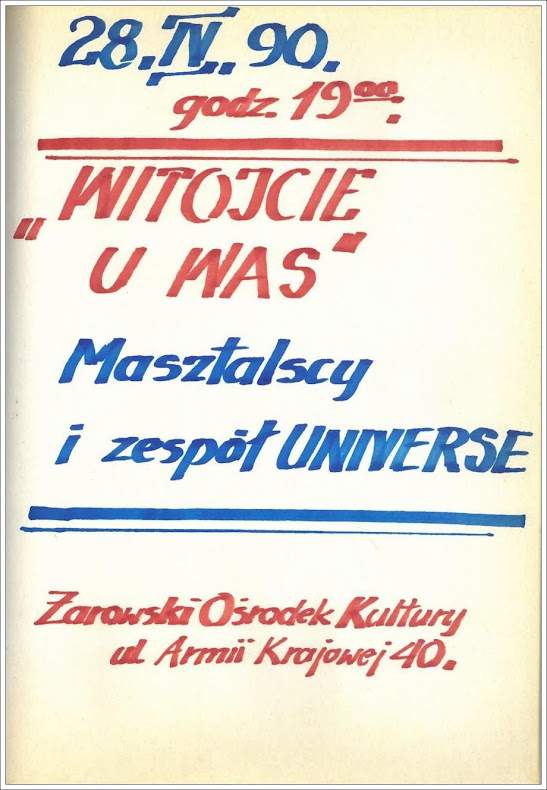 28.IV. 90.
godz. 19⁰⁰.
„WITOJCIE
U WAS"
Masztalscy
i zespół UNIVERSE
Żarowski Ośrodek Kultury
ul Armii Krajowej 40.